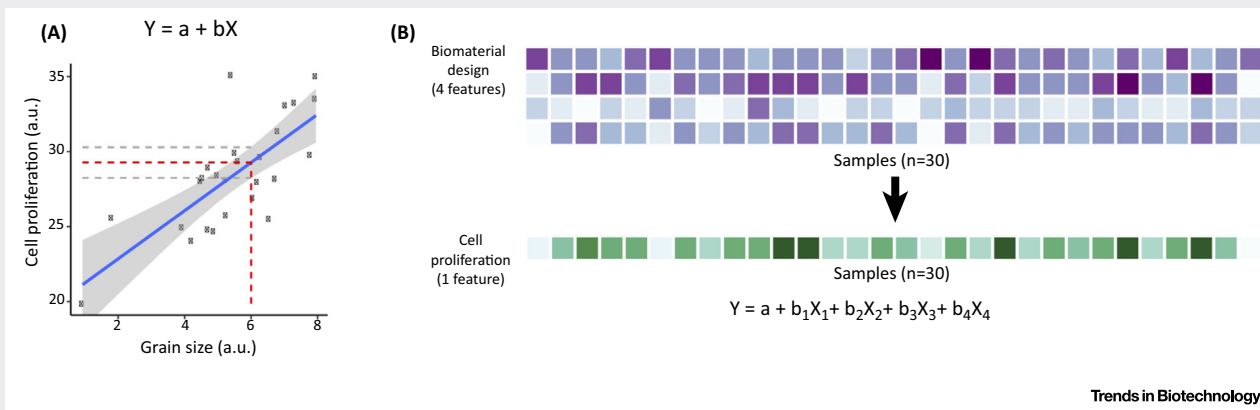 (A)
Y = a + bX
35
30
25
20
Cell proliferation (a.u.)
2
4
6
8
Grain size (a.u.)
(B)
Biomaterial
design
(4 features)
Samples (n=30)
Cell
proliferation
(1 feature)
Samples (n=30)
Y = a + b₁X₁+ b₂X₂+ b₃X₃+ b₄X₄
Trends in Biotechnology